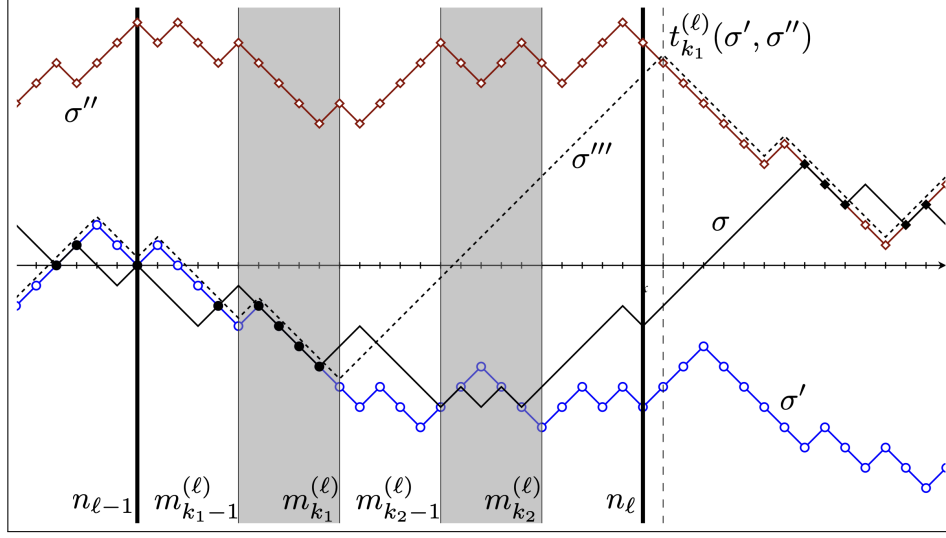 t_{k_1}^{(ℓ)}(σ′, σ″)
σ″
σ‴
σ
σ′
n_{ℓ−1} m_{k_1−1}^{(ℓ)} m_{k_1}^{(ℓ)} m_{k_2−1}^{(ℓ)} m_{k_2}^{(ℓ)} n_ℓ